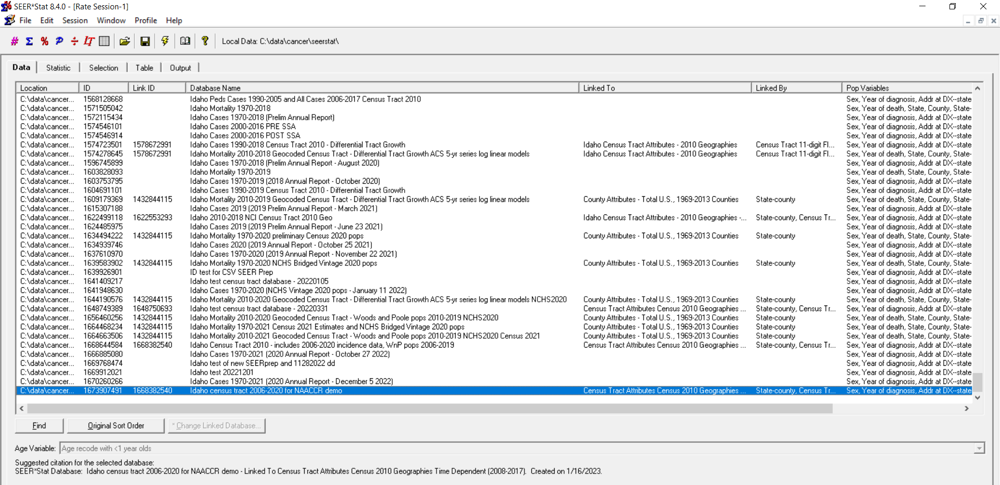 SEER*Stat 8.4.0 - [Rate Session-1]
File Edit Session Window Profile Help
# Σ % P ÷ LT Local Data: C:\data\cancer\seerstat\
Data Statistic Selection Table Output
Location ID Link ID Database Name Linked To Linked By Pop Variables
C:\data\cancer... 1568128668 Idaho Peds Cases 1990-2005 and All Cases 2006-2017 Census Tract 2010 Sex, Year of diagnosis, Addr at DX--state
C:\data\cancer... 1571505042 Idaho Mortality 1970-2018 Sex, Year of death, State, County, State-
C:\data\cancer... 1572115434 Idaho Cases 1970-2018 (Prelim Annual Report) Sex, Year of diagnosis, Addr at DX--state
C:\data\cancer... 1574546101 Idaho Cases 2000-2016 PRE SSA Sex, Year of diagnosis, Addr at DX--state
C:\data\cancer... 1574546914 Idaho Cases 2000-2016 POST SSA Sex, Year of diagnosis, Addr at DX--state
C:\data\cancer... 1574723501 1578672991 Idaho Cases 1990-2018 Census Tract 2010 - Differential Tract Growth Idaho Census Tract Attributes - 2010 Geographies Census Tract 11-digit FI... Sex, Year of diagnosis, Addr at DX--state
C:\data\cancer... 1574278645 1578672991 Idaho Mortality 2010-2018 Geocoded Census Tract - Differential Tract Growth ACS 5-yr series log linear models Idaho Census Tract Attributes - 2010 Geographies Census Tract 11-digit FI... Sex, Year of death, State, County, State-
C:\data\cancer... 1596745899 Idaho Cases 1970-2018 (Prelim Annual Report - August 2020) Sex, Year of diagnosis, Addr at DX--state
C:\data\cancer... 1603828093 Idaho Mortality 1970-2019 Sex, Year of death, State, County, State-
C:\data\cancer... 1603753795 Idaho Cases 1970-2019 (2018 Annual Report - October 2020) Sex, Year of diagnosis, Addr at DX--state
C:\data\cancer... 1604691101 Idaho Cases 1990-2019 Census Tract 2010 - Differential Tract Growth Sex, Year of diagnosis, Addr at DX--state
C:\data\cancer... 1609179369 1432844115 Idaho Mortality 2010-2019 Geocoded Census Tract - Differential Tract Growth ACS 5-yr series log linear models County Attributes - Total U.S., 1969-2013 Counties State-county Sex, Year of death, State, County, State-
C:\data\cancer... 1615307188 Idaho Cases 2019 (2019 Prelim Annual Report - March 2021) Sex, Year of diagnosis, Addr at DX--state
C:\data\cancer... 1622499118 1622553293 Idaho 2010-2018 NCI Census Tract 2010 Geo Idaho Census Tract Attributes - 2010 Geographies -... State-county, Census Tr... Sex, Year of diagnosis, Addr at DX--state
C:\data\cancer... 1624485975 Idaho Cases 2019 (2019 Prelim Annual Report - June 23 2021) Sex, Year of diagnosis, Addr at DX--state
C:\data\cancer... 1634494222 1432844115 Idaho Mortality 1970-2020 preliminary Census 2020 pops County Attributes - Total U.S., 1969-2013 Counties State-county Sex, Year of death, State, County, State-
C:\data\cancer... 1634939746 Idaho Cases 2020 (2019 Annual Report - October 25 2021) Sex, Year of diagnosis, Addr at DX--state
C:\data\cancer... 1637610970 Idaho Cases 1970-2020 (2019 Annual Report - November 22 2021) Sex, Year of diagnosis, Addr at DX--state
C:\data\cancer... 1639583902 1432844115 Idaho Mortality 1970-2020 NCHS Bridged Vintage 2020 pops County Attributes - Total U.S., 1969-2013 Counties State-county Sex, Year of death, State, County, State-
C:\data\cancer... 1639926901 ID test for CSV SEER Prep Sex, Year of diagnosis, Addr at DX--state
C:\data\cancer... 1641409217 Idaho test census tract database - 20220105 Sex, Year of diagnosis, Addr at DX--state
C:\data\cancer... 1641948630 Idaho Cases 1970-2020 (NCHS Vintage 2020 pops - January 11 2022) Sex, Year of diagnosis, Addr at DX--state
C:\data\cancer... 1644190576 1432844115 Idaho Mortality 2010-2020 Geocoded Census Tract - Differential Tract Growth ACS 5-yr series log linear models NCHS2020 County Attributes - Total U.S., 1969-2013 Counties State-county Sex, Year of death, State, County, State-
C:\data\cancer... 1648749389 1648750693 Idaho test census tract database - 20220331 Census Tract Attributes Census 2010 Geographies ... State-county, Census Tr... Sex, Year of diagnosis, Addr at DX--state
C:\data\cancer... 1656460256 1432844115 Idaho Mortality 2010-2020 Geocoded Census Tract - Woods and Poole pops 2010-2019 NCHS2020 County Attributes - Total U.S., 1969-2013 Counties State-county Sex, Year of death, State, County, State-
C:\data\cancer... 1664468234 1432844115 Idaho Mortality 1970-2021 Census 2021 Estimates and NCHS Bridged Vintage 2020 pops County Attributes - Total U.S., 1969-2013 Counties State-county Sex, Year of death, State, County, State-
C:\data\cancer... 1664663506 1432844115 Idaho Mortality 2010-2021 Geocoded Census Tract - Woods and Poole pops 2010-2019 NCHS2020 Census 2021 County Attributes - Total U.S., 1969-2013 Counties State-county Sex, Year of death, State, County, State-
C:\data\cancer... 1668644584 1668382540 Idaho Census Tract 2010 - includes 2006-2020 incidence data, WnP pops 2006-2019 Census Tract Attributes Census 2010 Geographies ... State-county, Census Tr... Sex, Year of diagnosis, Addr at DX--state
C:\data\cancer... 1666885080 Idaho Cases 1970-2021 (2020 Annual Report - October 27 2022) Sex, Year of diagnosis, Addr at DX--state
C:\data\cancer... 1669768474 Idaho test of new SEERprep and 11282022 dd Sex, Year of diagnosis, Addr at DX--state
C:\data\cancer... 1669912021 Idaho test 20221201 Sex, Year of diagnosis, Addr at DX--state
C:\data\cancer... 1670260266 Idaho Cases 1970-2021 (2020 Annual Report - December 5 2022) Sex, Year of diagnosis, Addr at DX--state
C:\data\cancer... 1673907491 1668382540 Idaho census tract 2006-2020 for NAACCR demo Census Tract Attributes Census 2010 Geographies ... State-county, Census Tr... Sex, Year of diagnosis, Addr at DX--state
Find Original Sort Order * Change Linked Database...
Age Variable: Age recode with <1 year olds
Suggested citation for the selected database:
SEER*Stat Database: Idaho census tract 2006-2020 for NAACCR demo - Linked To Census Tract Attributes Census 2010 Geographies Time Dependent (2008-2017). Created on 1/16/2023.